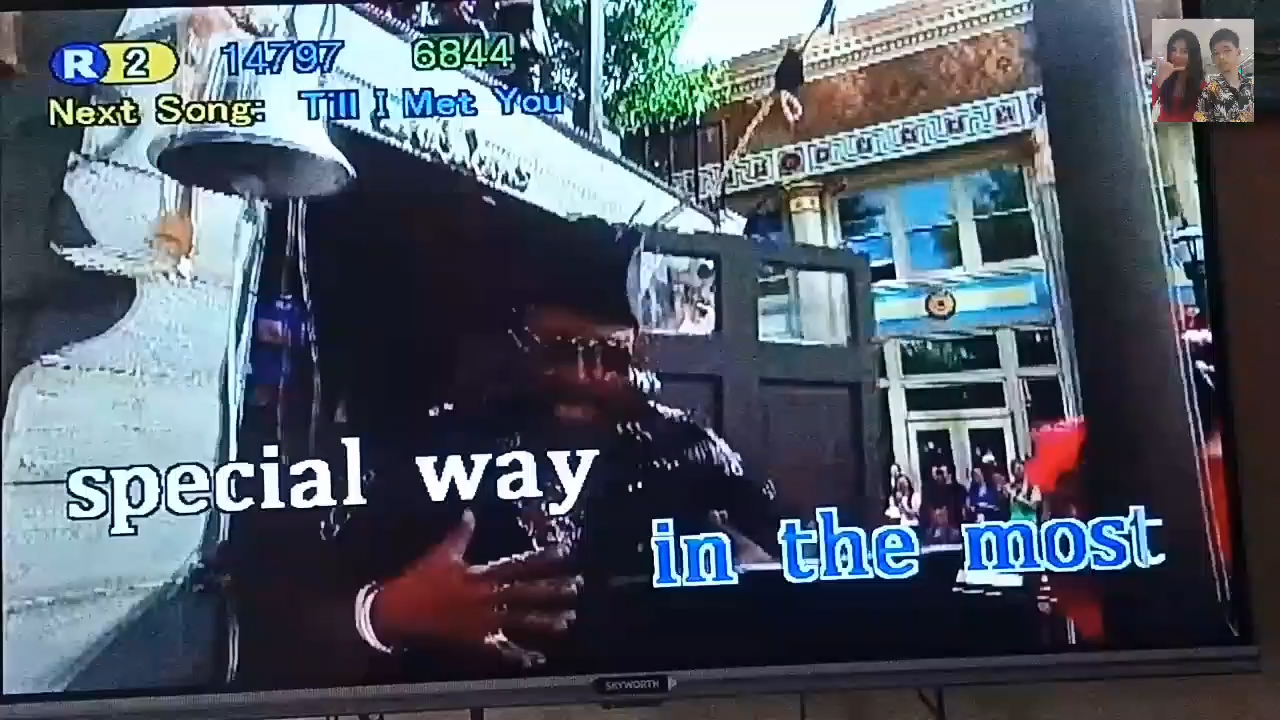 R 2 14797 6844
Next Song: Till I Met You
special way
in the most
SKYWORTH